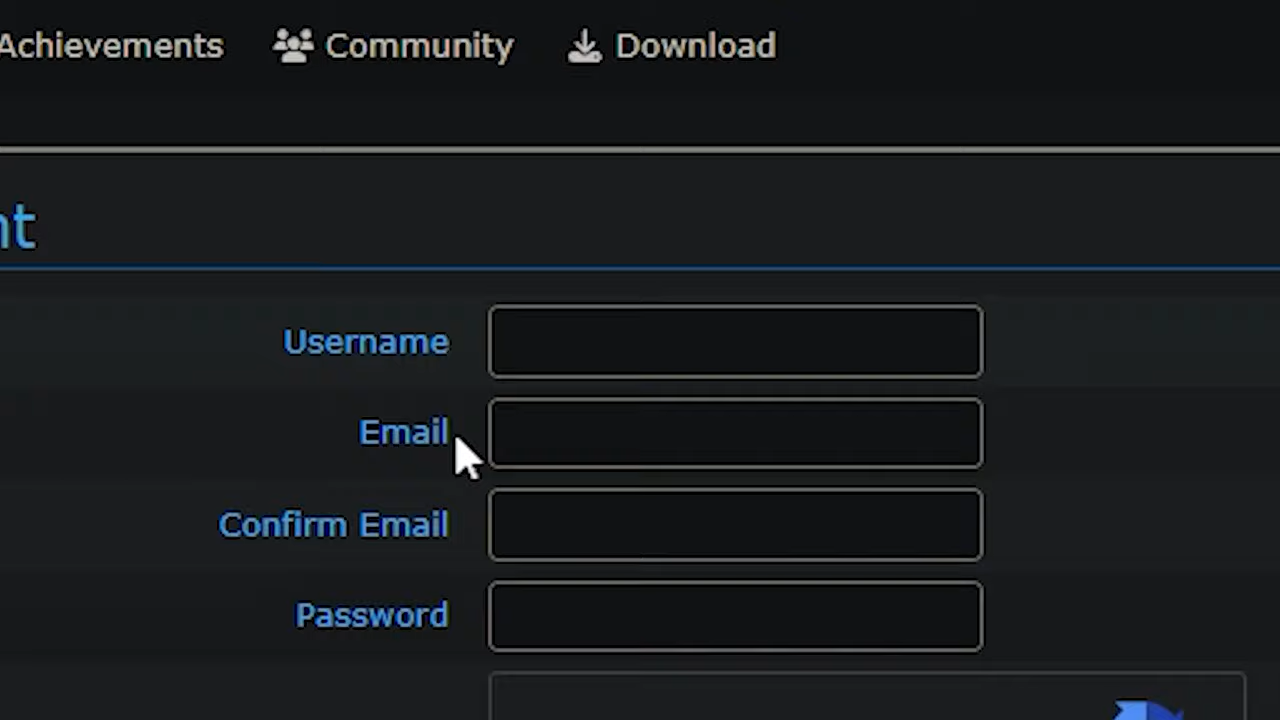 Achievements Community Download
nt
Username
Email
Confirm Email
Password